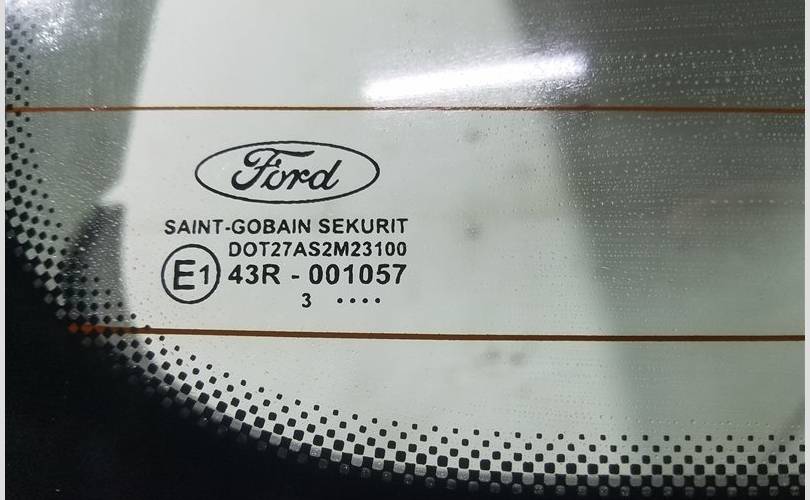 Ford
SAINT-GOBAIN SEKURIT
DOT27AS2M23100
E1 43R - 001057
3 ....